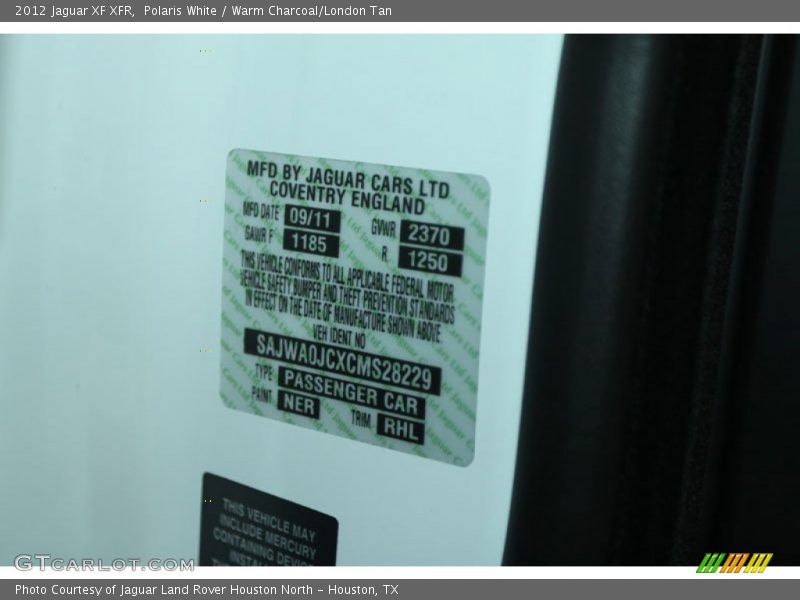 2012 Jaguar XF XFR,  Polaris White / Warm Charcoal/London Tan
MFD BY JAGUAR CARS LTD
COVENTRY ENGLAND
MFD DATE 09/11 GVWR 2370
GAWR F 1185 R 1250
THIS VEHICLE CONFORMS TO ALL APPLICABLE FEDERAL MOTOR
VEHICLE SAFETY BUMPER AND THEFT PREVENTION STANDARDS
IN EFFECT ON THE DATE OF MANUFACTURE SHOWN ABOVE.
VEH IDENT NO
SAJWA0JCXCMS28229
TYPE PASSENGER CAR
PAINT NER TRIM RHL
THIS VEHICLE MAY
INCLUDE MERCURY
CONTAINING DEVICE
GTCARLOT.COM
Photo Courtesy of Jaguar Land Rover Houston North - Houston, TX